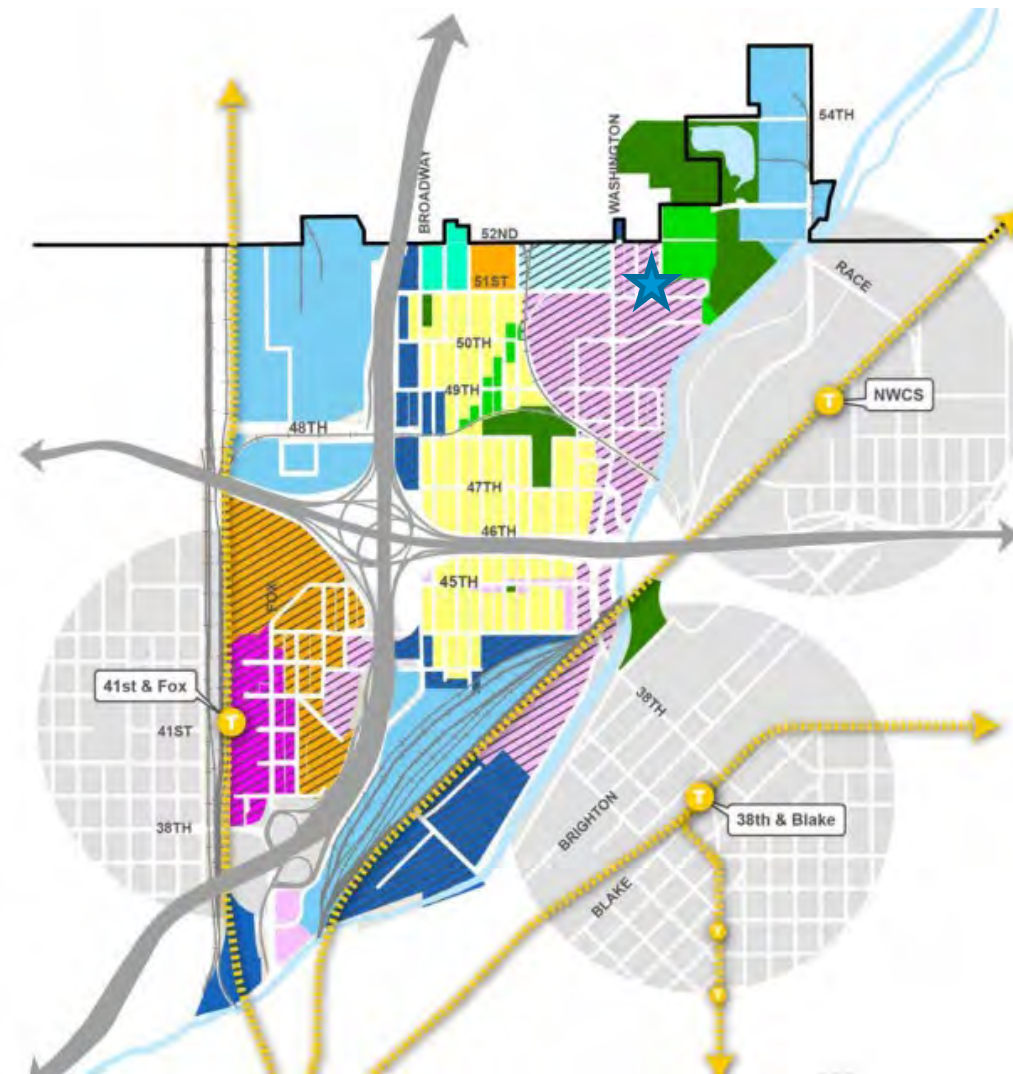 54TH
WASHINGTON
BROADWAY
52ND
RACE
51ST
50TH
49TH
NWCS
48TH
47TH
46TH
45TH
FOX
41st & Fox
38TH
41ST
38th & Blake
38TH
BRIGHTON
BLAKE
T
T
T
T
T